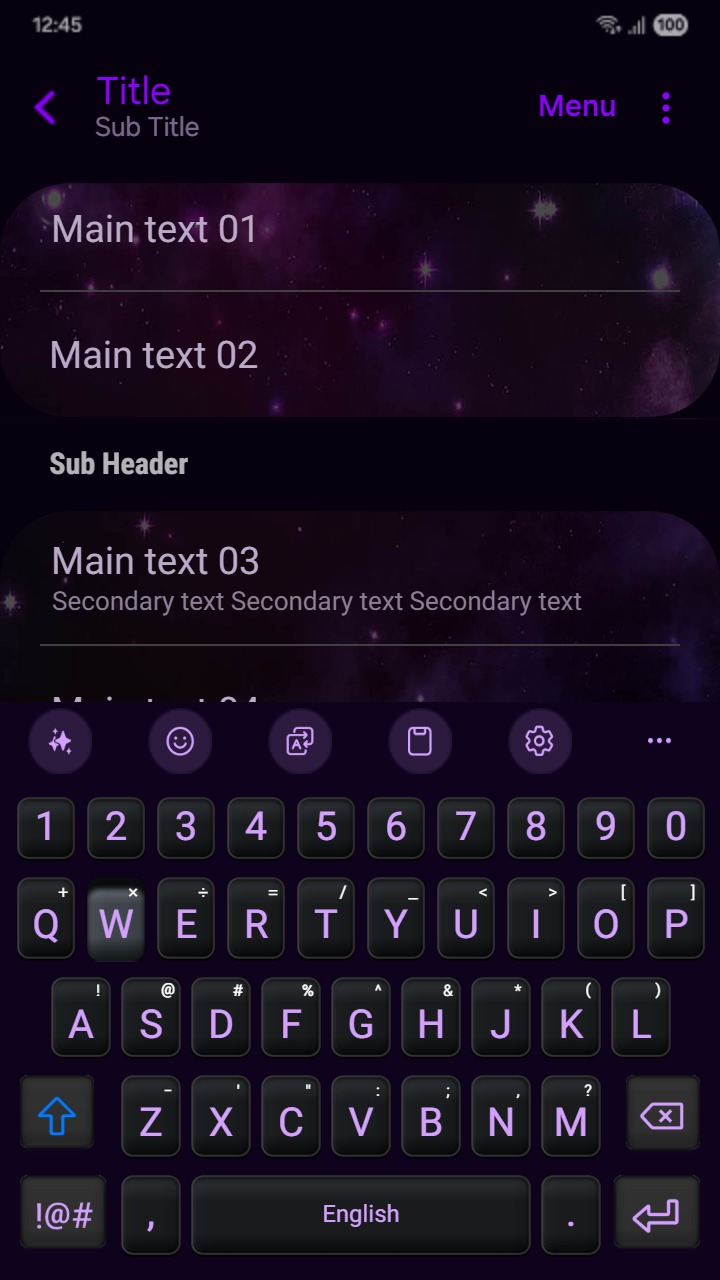 12:45
100
Title
Sub Title
Menu
Main text 01
Main text 02
Sub Header
Main text 03
Secondary text Secondary text Secondary text
1 2 3 4 5 6 7 8 9 0
+ × ÷ = / _ < > [ ]
Q W E R T Y U I O P
! @ # % ^ & * ( )
A S D F G H J K L
- ' " : ; , ?
Z X C V B N M
!@# , English .